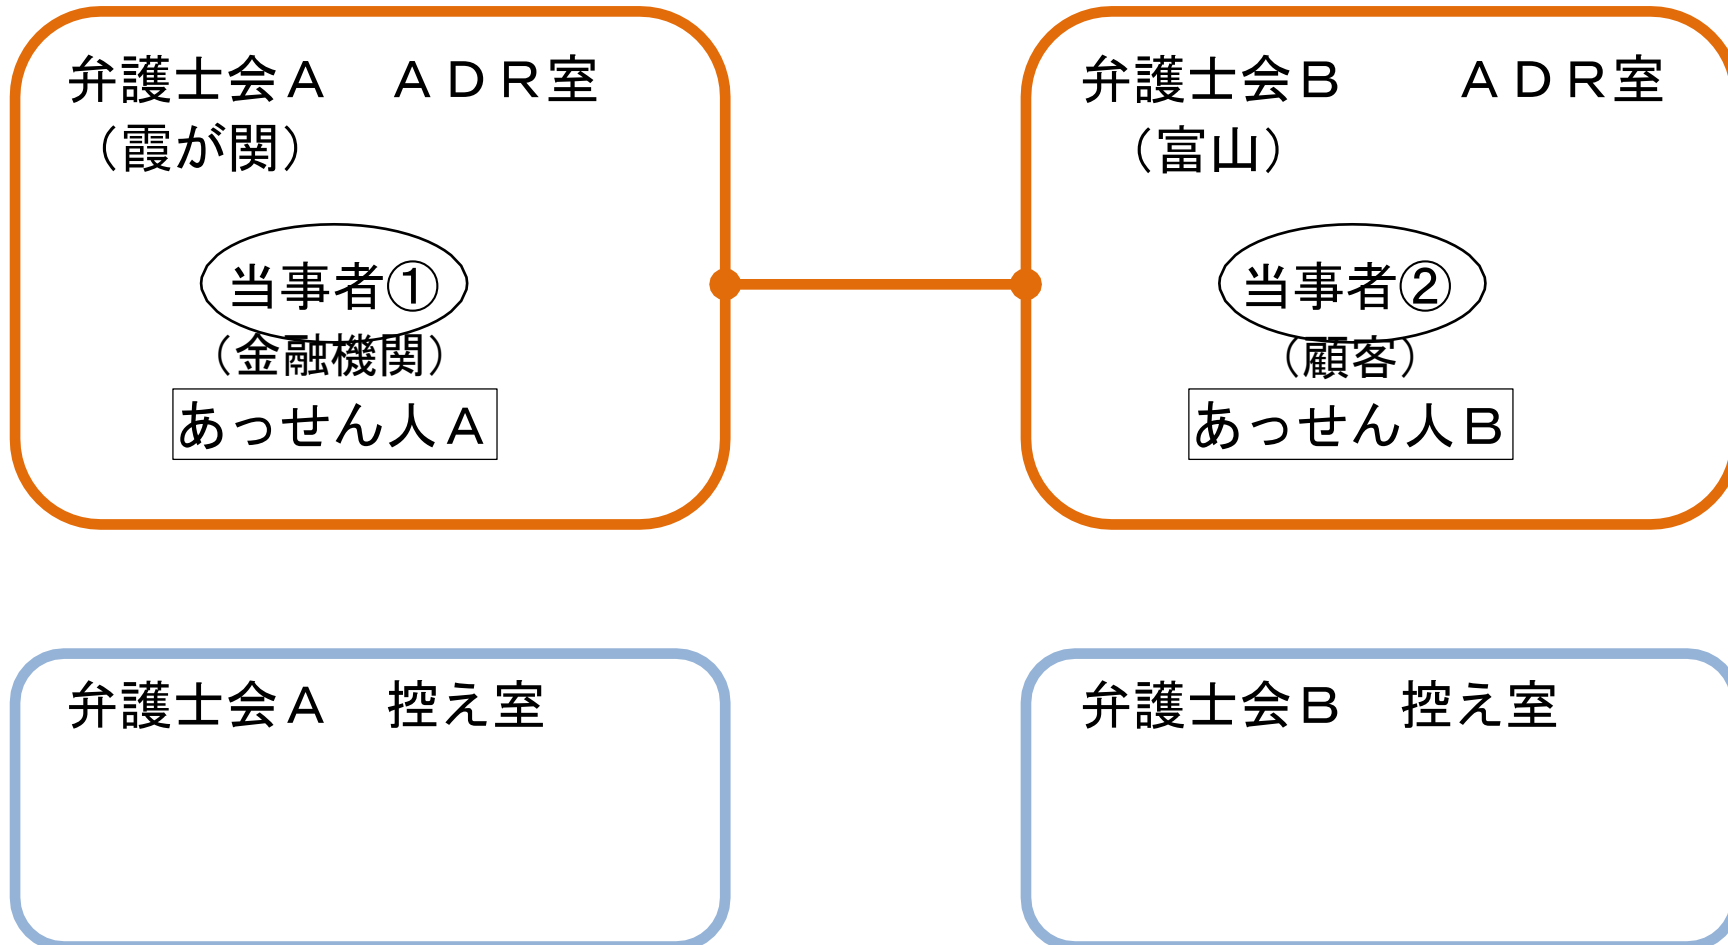 弁護士会Ａ　ＡＤＲ室
（霞が関）
当事者①
（金融機関）
あっせん人Ａ
弁護士会Ｂ　　ＡＤＲ室
（富山）
当事者②
（顧客）
あっせん人Ｂ
弁護士会Ａ　控え室
弁護士会Ｂ　控え室